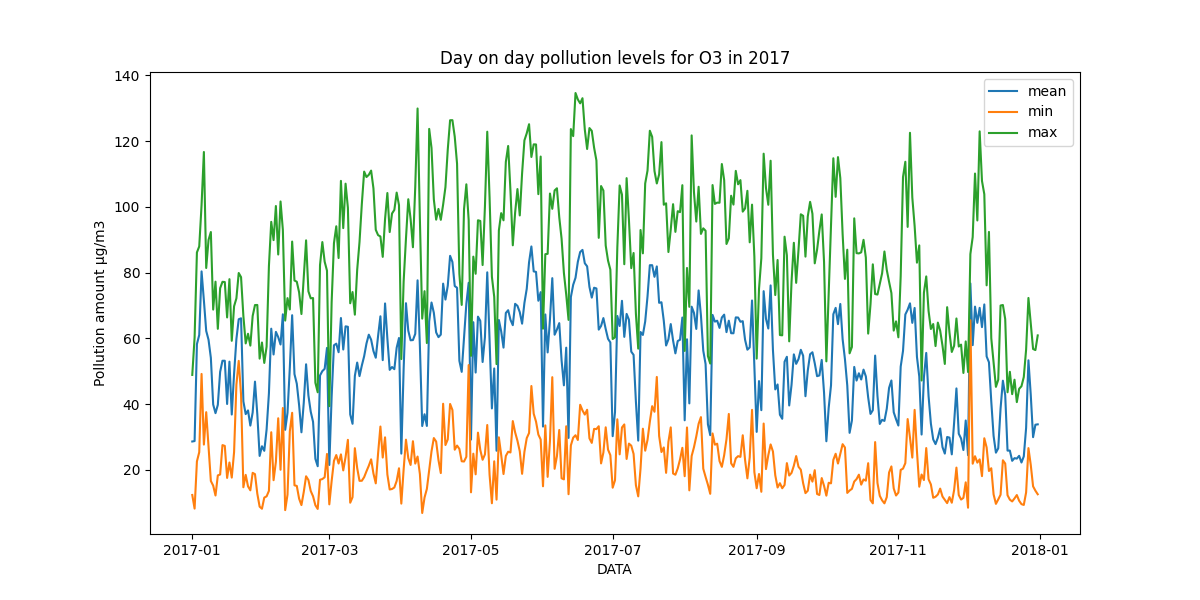 Day on day pollution levels for O3 in 2017
mean
min
max
Pollution amount µg/m3
140
120
100
80
60
40
20
2017-01
2017-03
2017-05
2017-07
2017-09
2017-11
2018-01
DATA